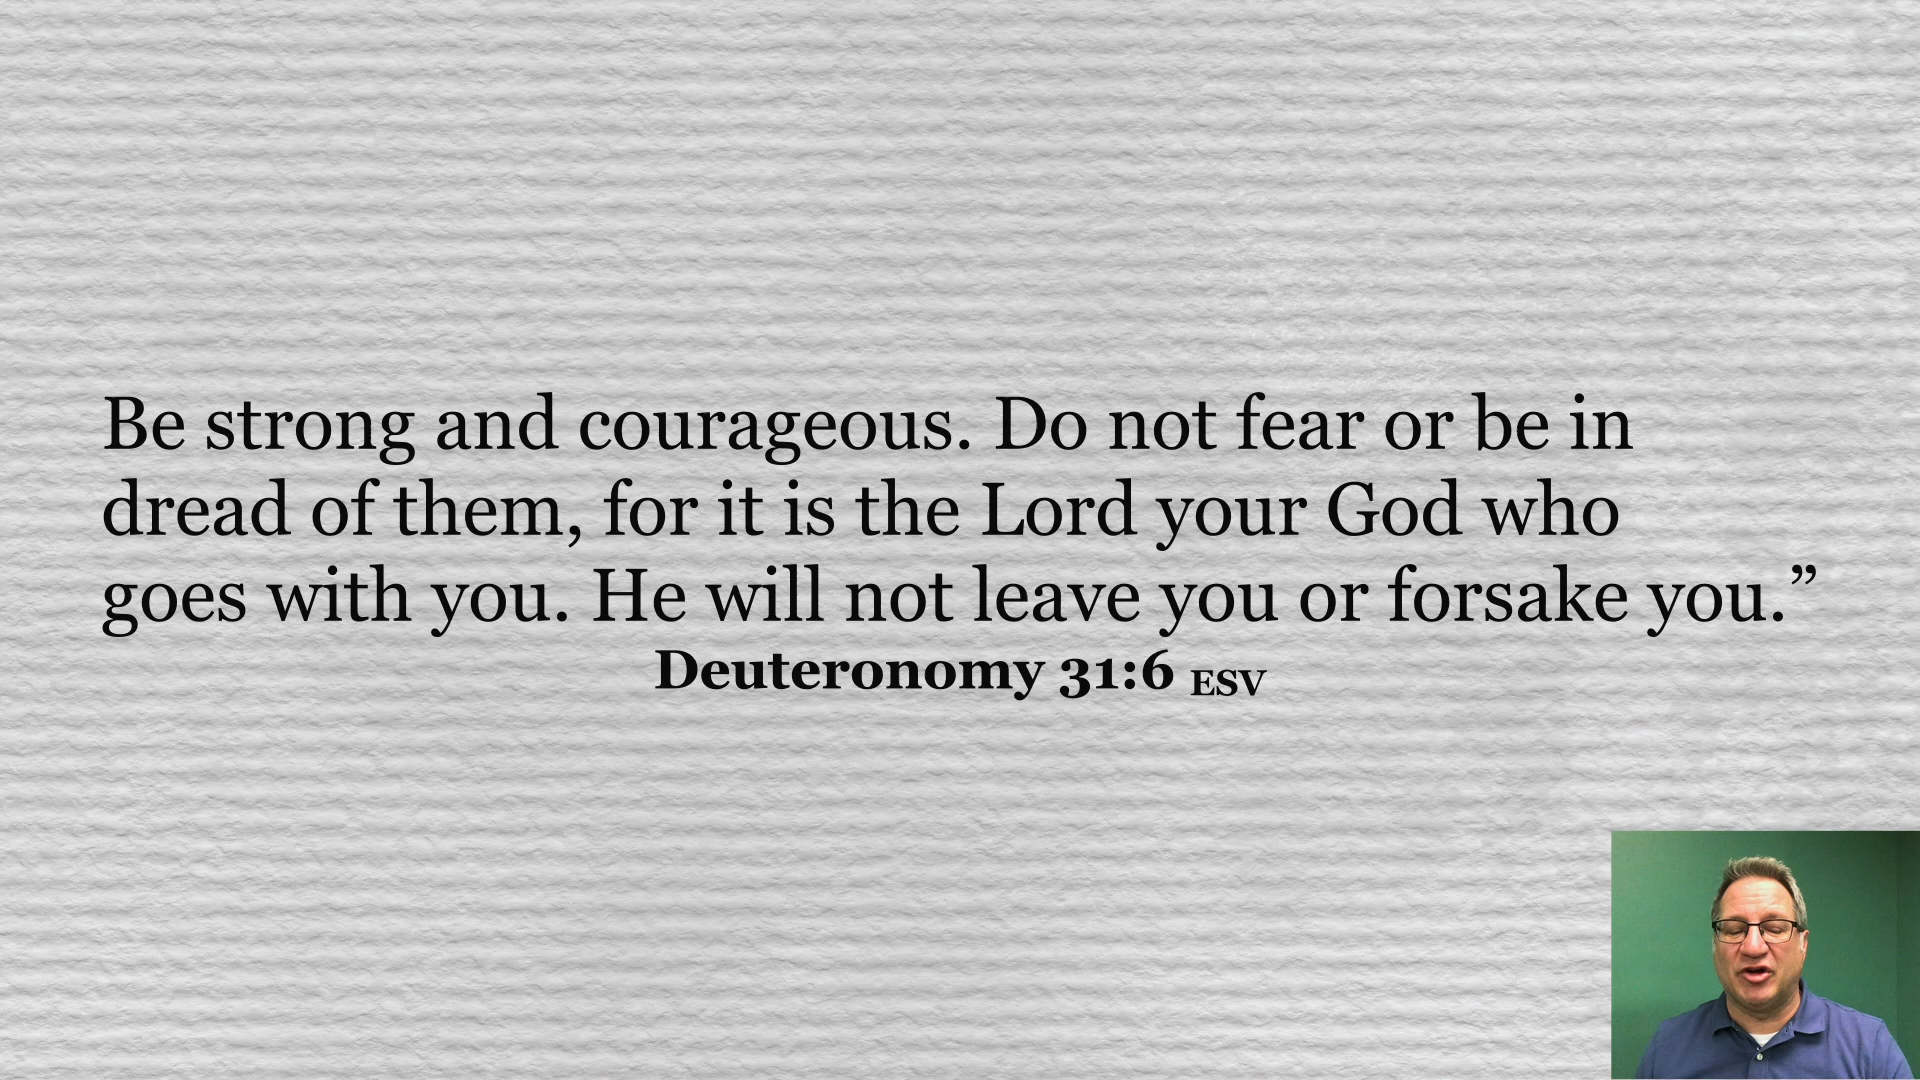 Be strong and courageous. Do not fear or be in
dread of them, for it is the Lord your God who
goes with you. He will not leave you or forsake you.”
Deuteronomy 31:6 ESV